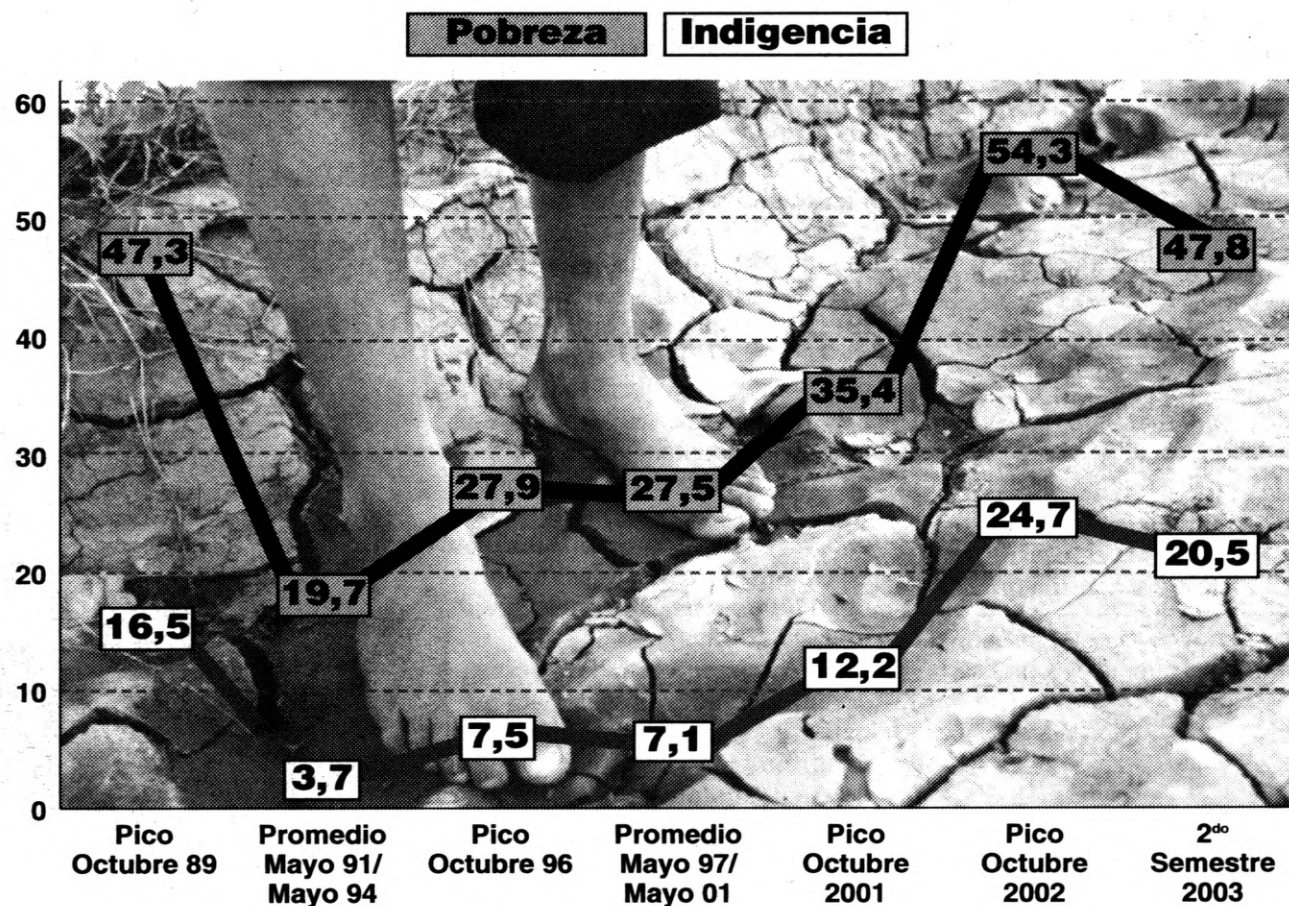 Pobreza Indigencia
60
54,3
50
47,3
47,8
40
35,4
30
27,9
27,5
24,7
20,5
20
19,7
16,5
12,2
10
7,5
7,1
3,7
0
Pico
Octubre 89
Promedio
Mayo 91/
Mayo 94
Pico
Octubre 96
Promedio
Mayo 97/
Mayo 01
Pico
Octubre
2001
Pico
Octubre
2002
2do
Semestre
2003